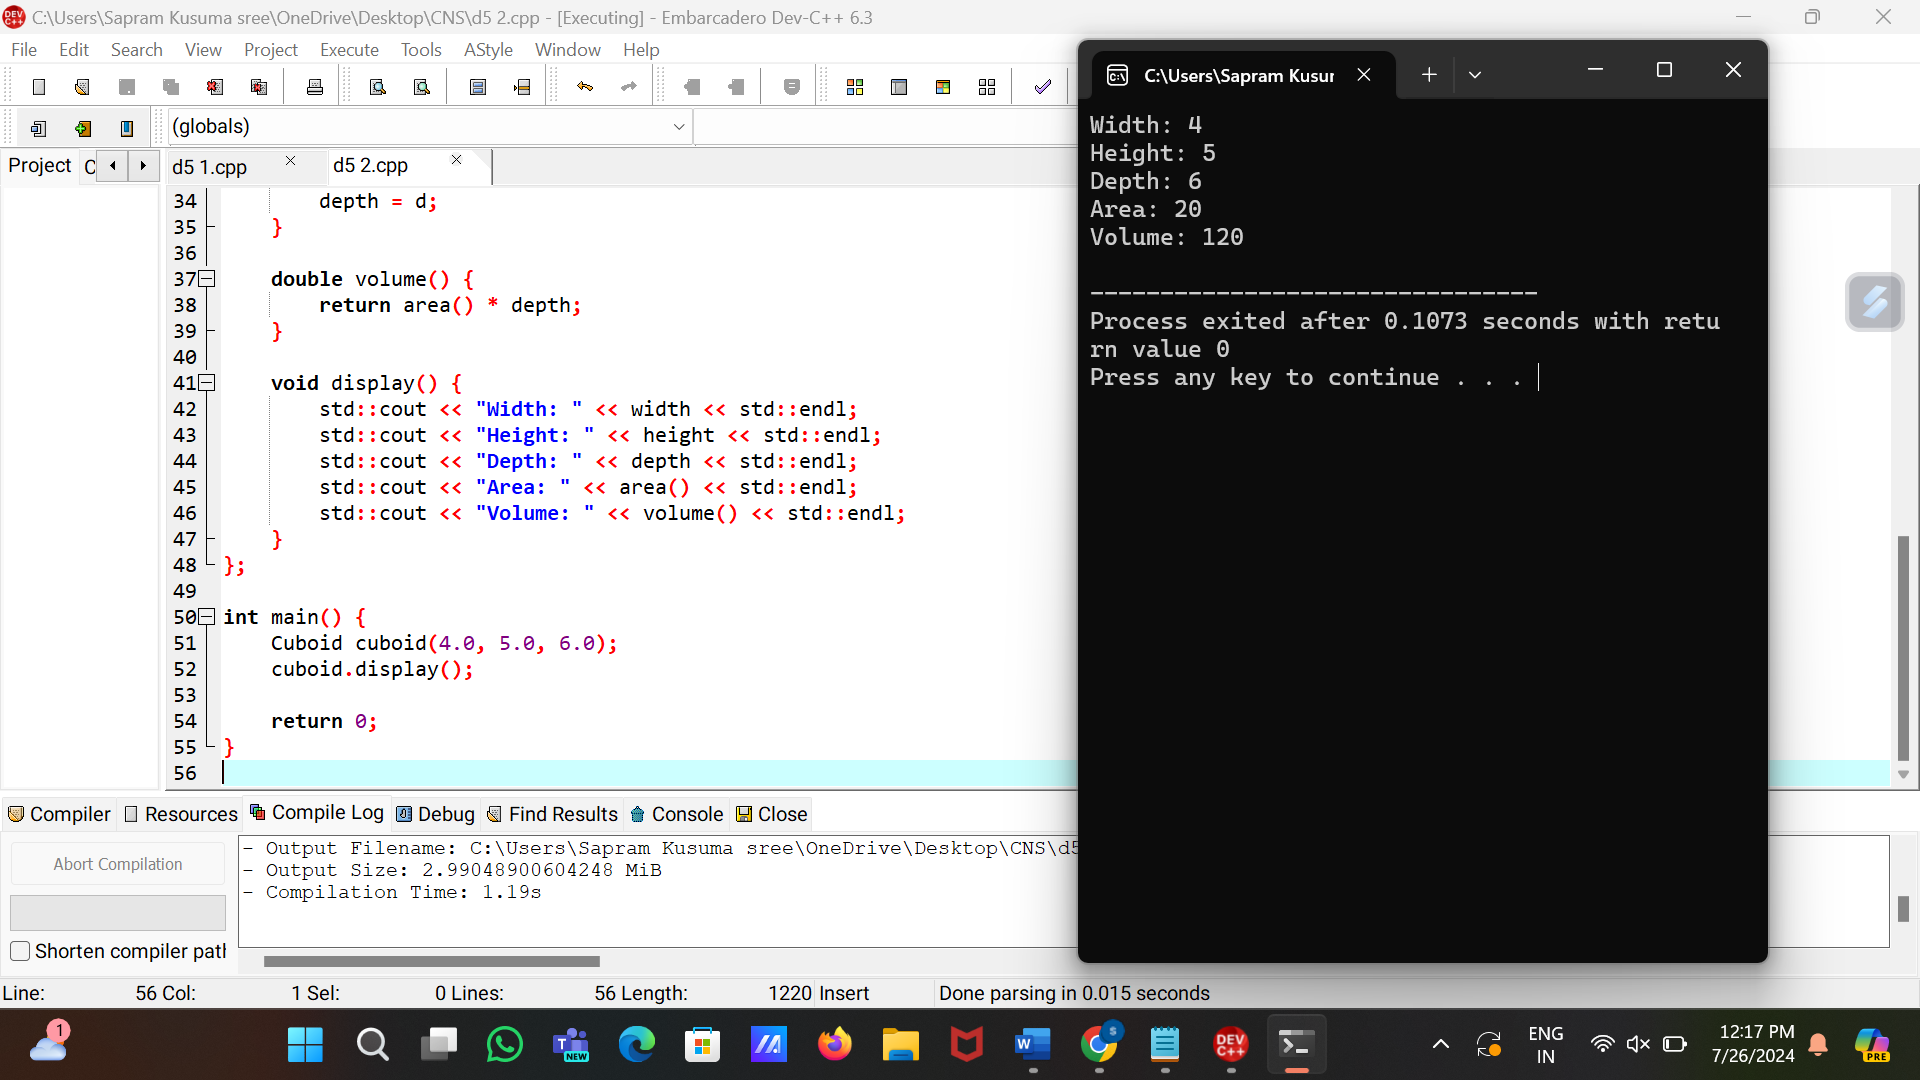 C:\Users\Sapram Kusuma sree\OneDrive\Desktop\CNS\d5 2.cpp - [Executing] - Embarcadero Dev-C++ 6.3
File Edit Search View Project Execute Tools AStyle Window Help
(globals)
Project C
d5 1.cpp
d5 2.cpp
34 depth = d;
35 }
36
37 double volume() {
38 return area() * depth;
39 }
40
41 void display() {
42 std::cout << "Width: " << width << std::endl;
43 std::cout << "Height: " << height << std::endl;
44 std::cout << "Depth: " << depth << std::endl;
45 std::cout << "Area: " << area() << std::endl;
46 std::cout << "Volume: " << volume() << std::endl;
47 }
48 };
49
50 int main() {
51 Cuboid cuboid(4.0, 5.0, 6.0);
52 cuboid.display();
53
54 return 0;
55 }
56
C:\Users\Sapram Kusur
Width: 4
Height: 5
Depth: 6
Area: 20
Volume: 120
--------------------------------
Process exited after 0.1073 seconds with retu
rn value 0
Press any key to continue . . .
Compiler Resources Compile Log Debug Find Results Console Close
Abort Compilation
Shorten compiler path
- Output Filename: C:\Users\Sapram Kusuma sree\OneDrive\Desktop\CNS\d5
- Output Size: 2.99048900604248 MiB
- Compilation Time: 1.19s
Line: 56 Col: 1 Sel: 0 Lines: 56 Length: 1220 Insert Done parsing in 0.015 seconds
1
NEW
DEV C++
ENG
IN
12:17 PM
7/26/2024
PRE